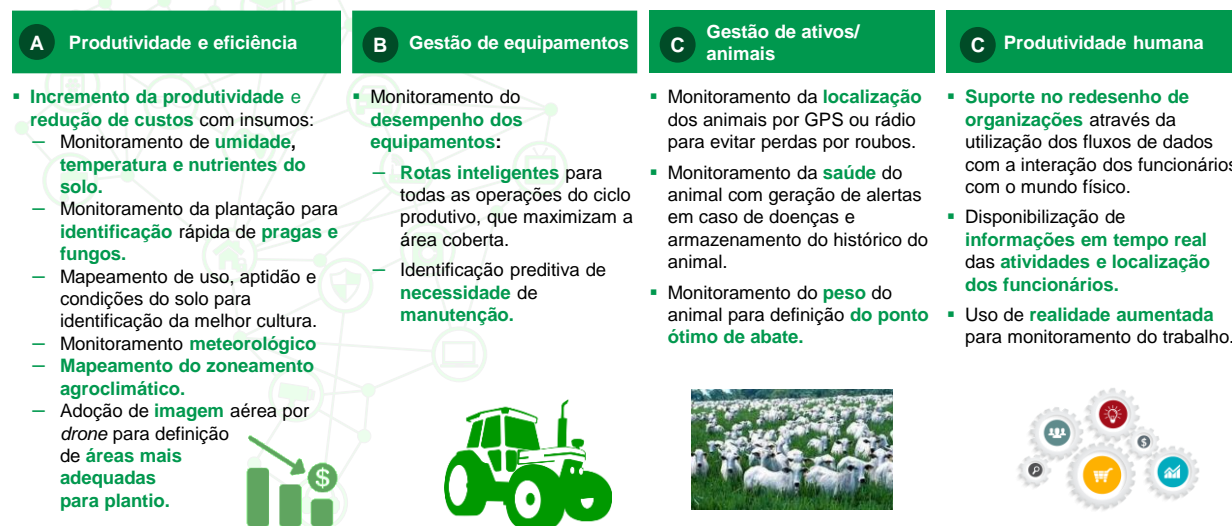 A Produtividade e eficiência
▪ Incremento da produtividade e
redução de custos com insumos:
– Monitoramento de umidade,
temperatura e nutrientes do
solo.
– Monitoramento da plantação para
identificação rápida de pragas e
fungos.
– Mapeamento de uso, aptidão e
condições do solo para
identificação da melhor cultura.
– Monitoramento meteorológico
– Mapeamento do zoneamento
agroclimático.
– Adoção de imagem aérea por
drone para definição
de áreas mais
adequadas
para plantio.
$
B Gestão de equipamentos
▪ Monitoramento do
desempenho dos
equipamentos:
– Rotas inteligentes para
todas as operações do ciclo
produtivo, que maximizam a
área coberta.
– Identificação preditiva de
necessidade de
manutenção.
C Gestão de ativos/
animais
▪ Monitoramento da localização
dos animais por GPS ou rádio
para evitar perdas por roubos.
▪ Monitoramento da saúde do
animal com geração de alertas
em caso de doenças e
armazenamento do histórico do
animal.
▪ Monitoramento do peso do
animal para definição do ponto
ótimo de abate.
C Produtividade humana
▪ Suporte no redesenho de
organizações através da
utilização dos fluxos de dados
com a interação dos funcionários
com o mundo físico.
▪ Disponibilização de
informações em tempo real
das atividades e localização
dos funcionários.
▪ Uso de realidade aumentada
para monitoramento do trabalho.
$